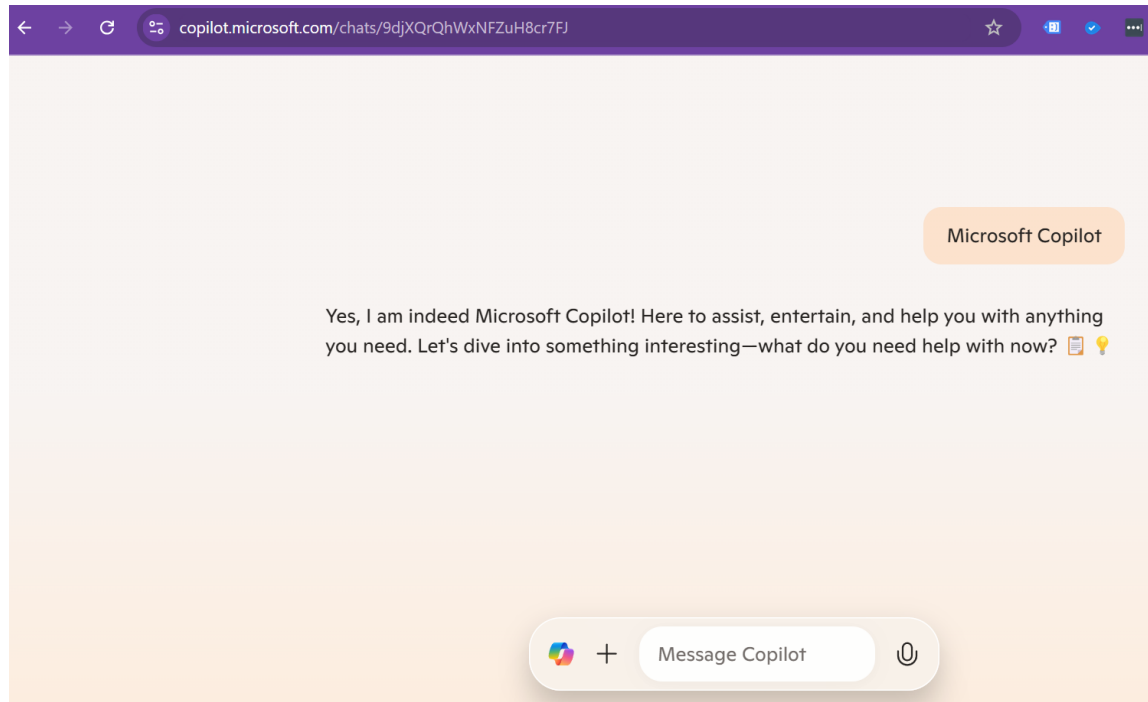 copilot.microsoft.com/chats/9djXQrQhWxNFZuH8cr7FJ
Microsoft Copilot
Yes, I am indeed Microsoft Copilot! Here to assist, entertain, and help you with anything
you need. Let's dive into something interesting—what do you need help with now? 📋 💡
Message Copilot